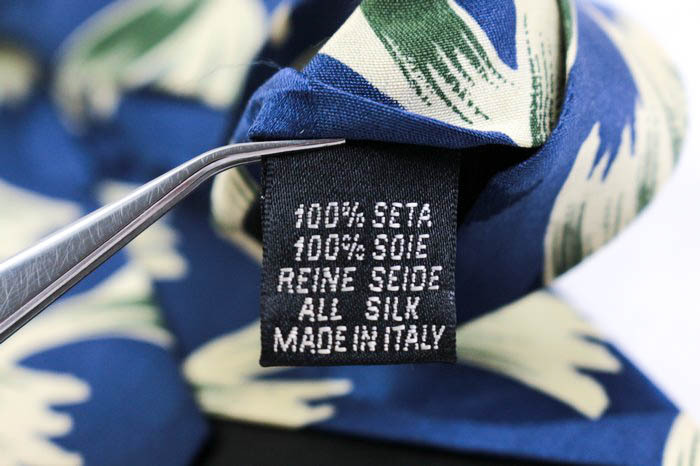 100% SETA
100% SOIE
REINE SEIDE
ALL SILK
MADE IN ITALY